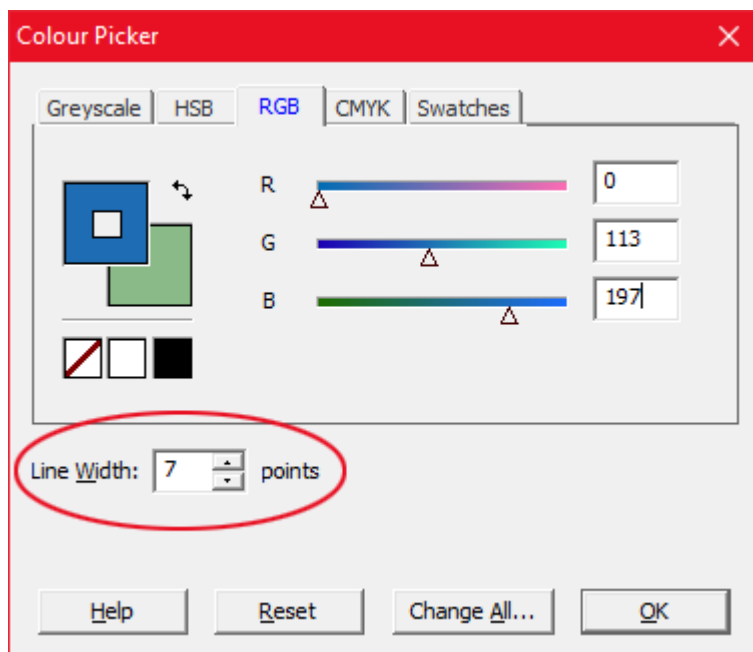 Colour Picker
Greyscale HSB RGB CMYK Swatches
R 0
G 113
B 197
Line Width: 7 points
Help Reset Change All... OK